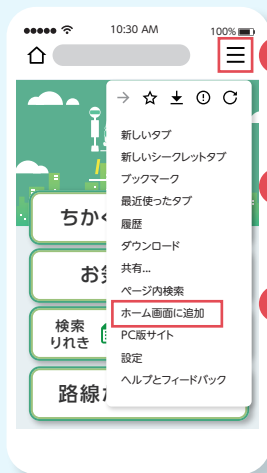 10:30 AM
100%
新しいタブ
新しいシークレットタブ
ブックマーク
最近使ったタブ
履歴
ダウンロード
共有...
ページ内検索
ホーム画面に追加
PC版サイト
設定
ヘルプとフィードバック
ちか
お
検索
りれき
路線